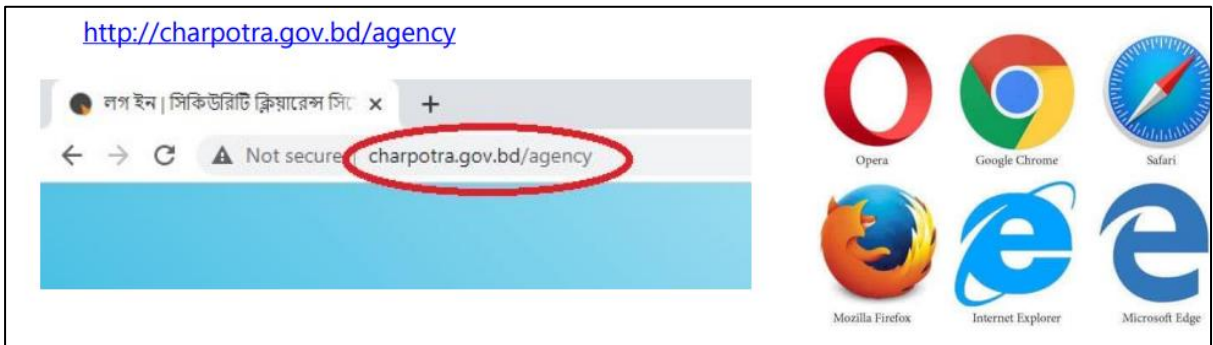 http://charpotra.gov.bd/agency
লগ ইন | সিকিউরিটি ক্লিয়ারেন্স সি
Not secure | charpotra.gov.bd/agency
Opera
Google Chrome
Safari
Mozilla Firefox
Internet Explorer
Microsoft Edge